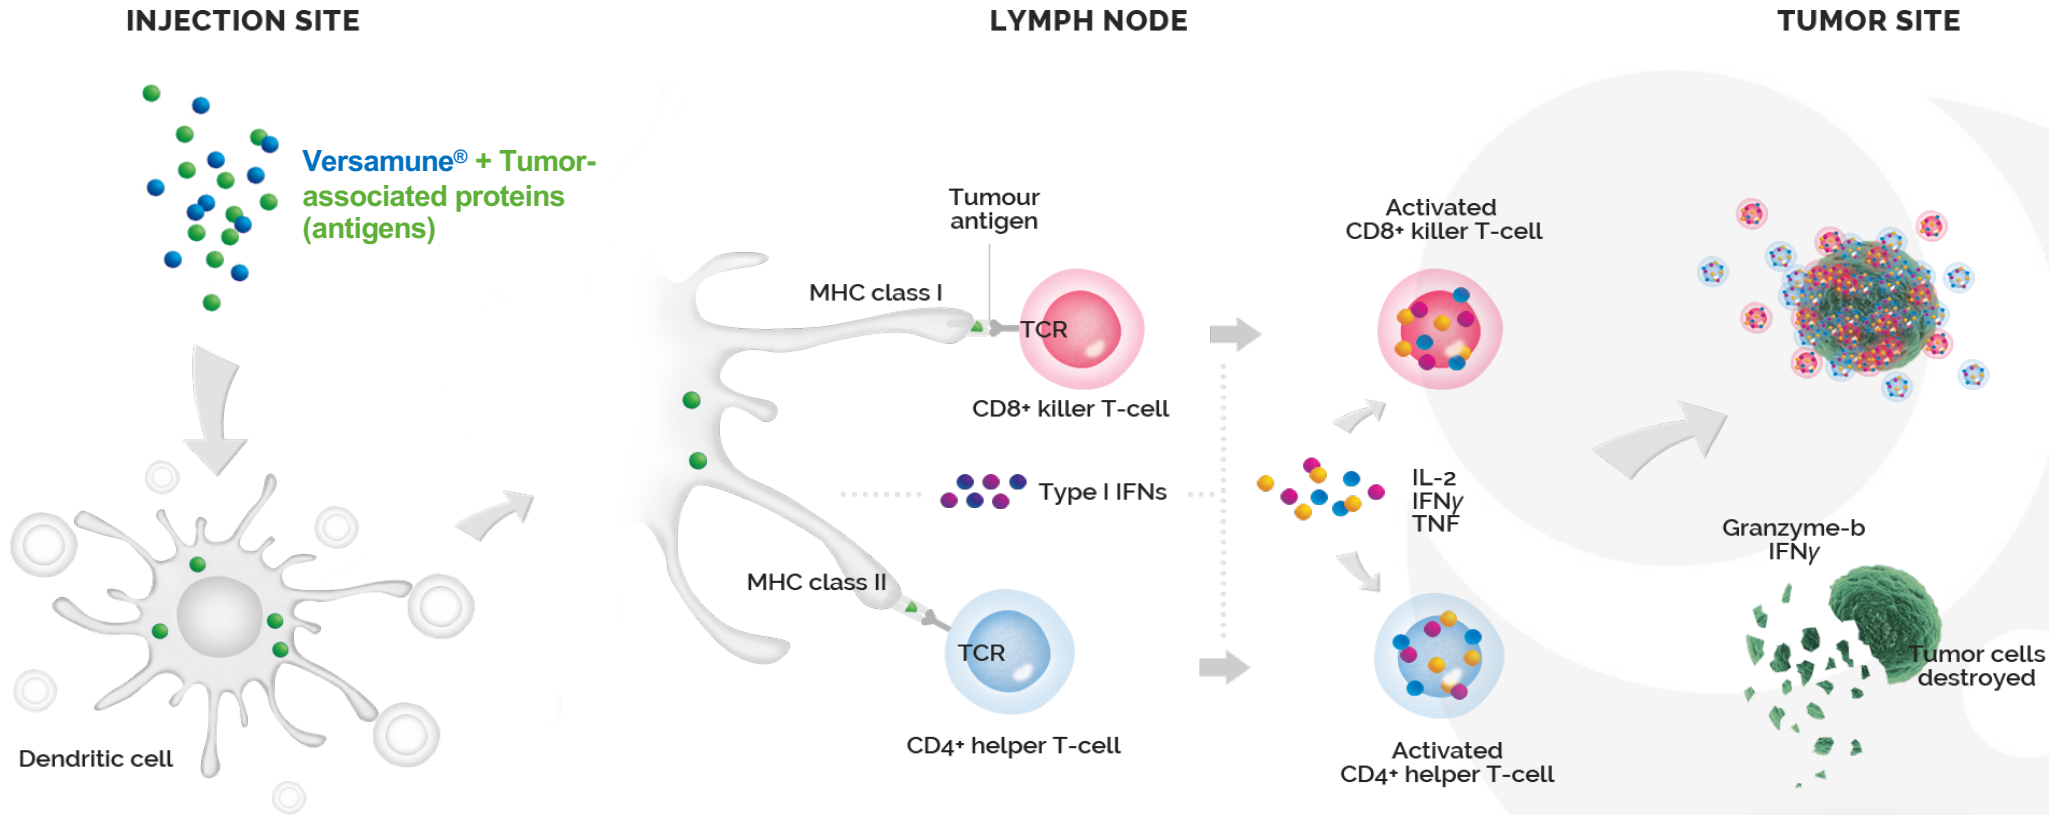 INJECTION SITE
LYMPH NODE
TUMOR SITE
Versamune® + Tumor-
associated proteins
(antigens)
Dendritic cell
Tumour
antigen
MHC class I
TCR
CD8+ killer T-cell
Type I IFNs
MHC class II
TCR
CD4+ helper T-cell
Activated
CD8+ killer T-cell
IL-2
IFNγ
TNF
Activated
CD4+ helper T-cell
Granzyme-b
IFNγ
Tumor cells
destroyed